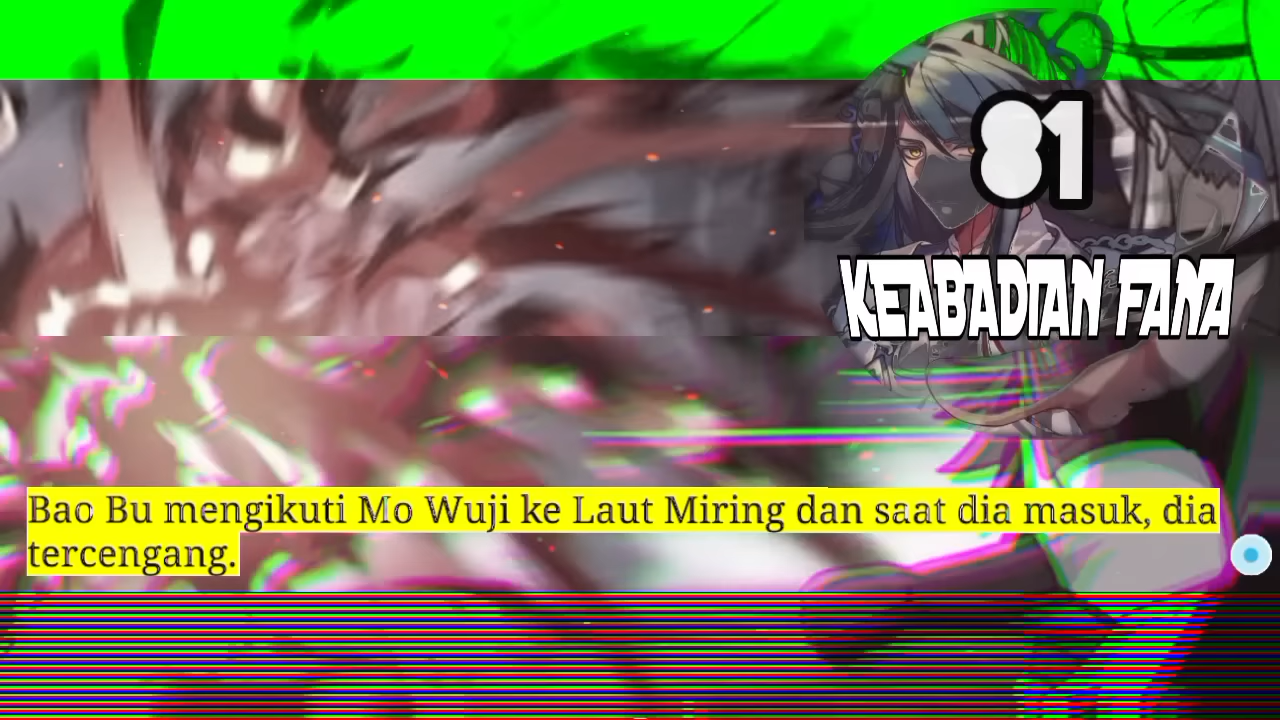 81
KEABADIAN FANA
Bao Bu mengikuti Mo Wuji ke Laut Miring dan saat dia masuk, dia
tercengang.